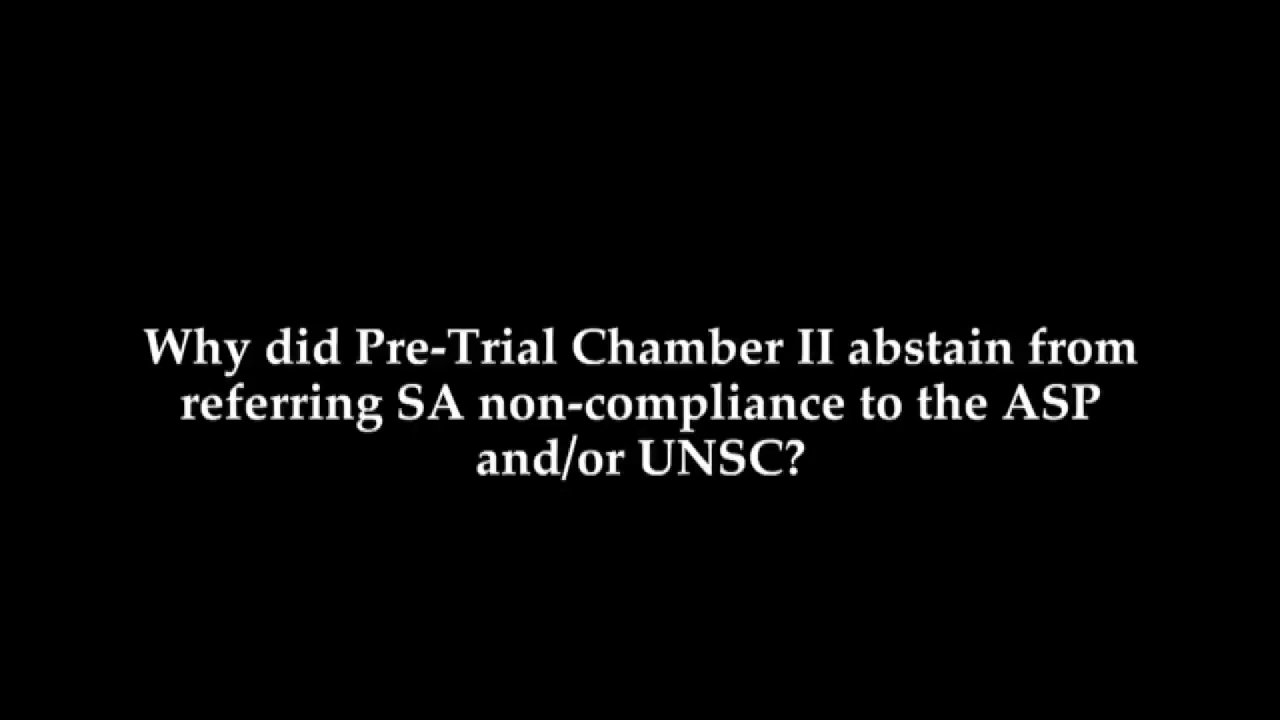 Why did Pre-Trial Chamber II abstain from
referring SA non-compliance to the ASP
and/or UNSC?